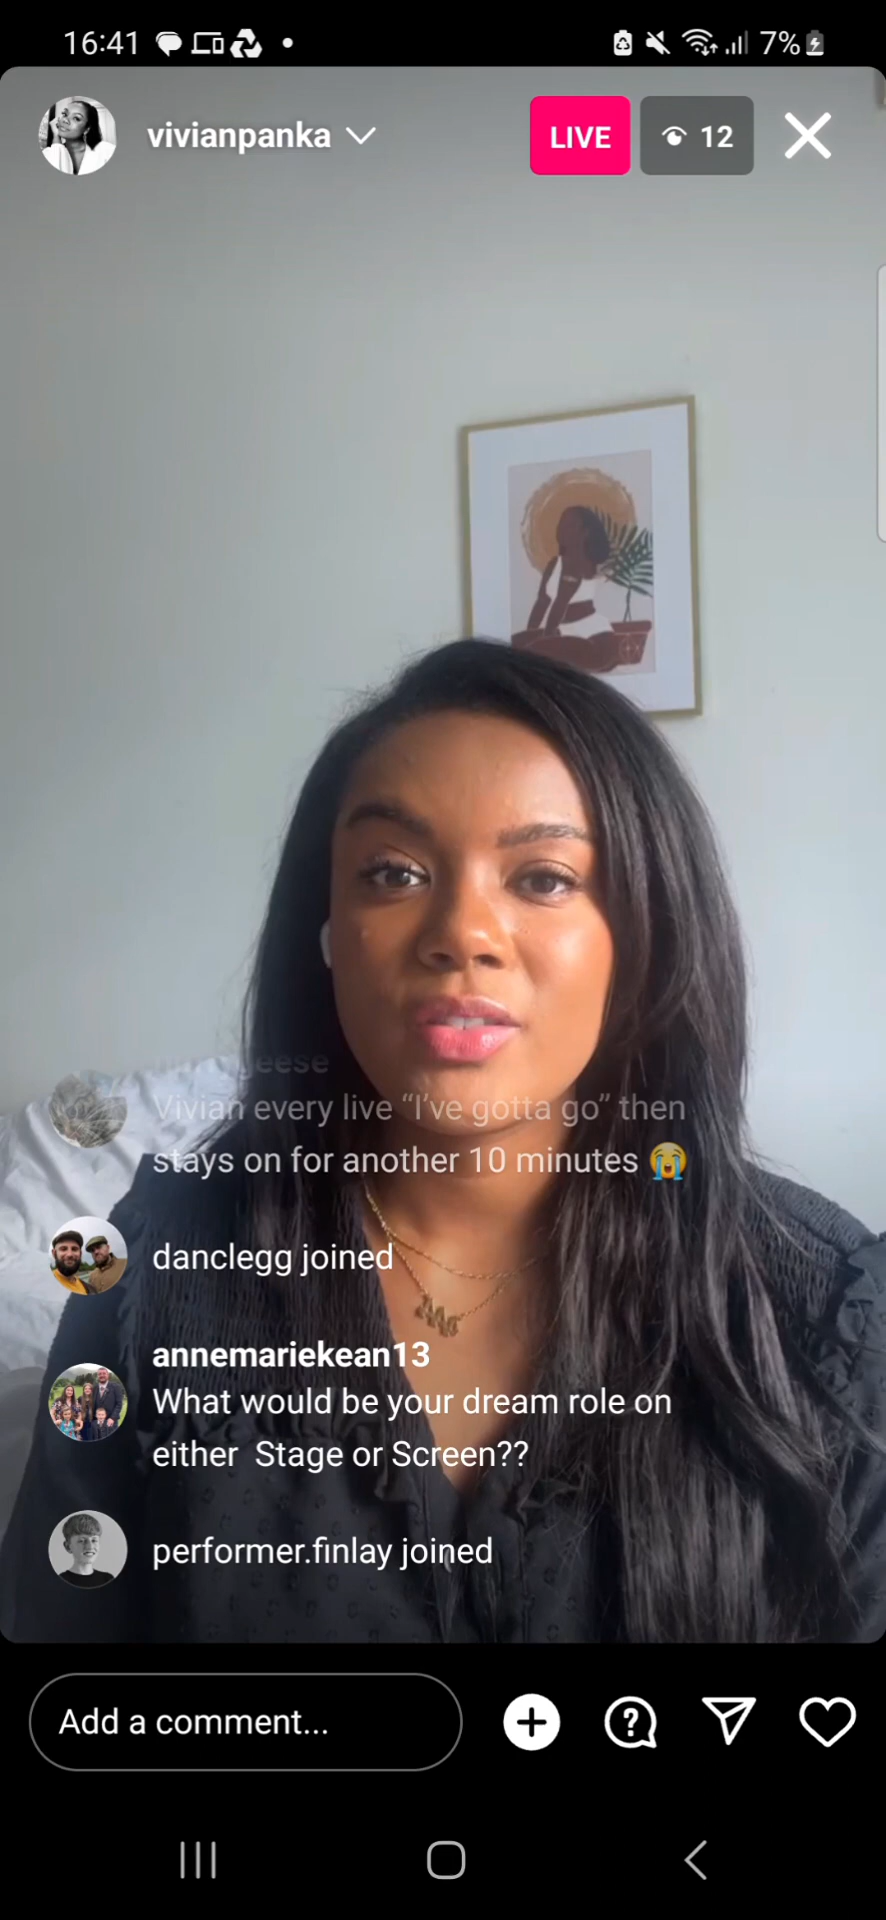 16:41
7%
vivianpanka
LIVE
12
Vivian every live “I’ve gotta go” then
stays on for another 10 minutes 😭
danclegg joined
annemariekean13
What would be your dream role on
either  Stage or Screen??
performer.finlay joined
Add a comment...